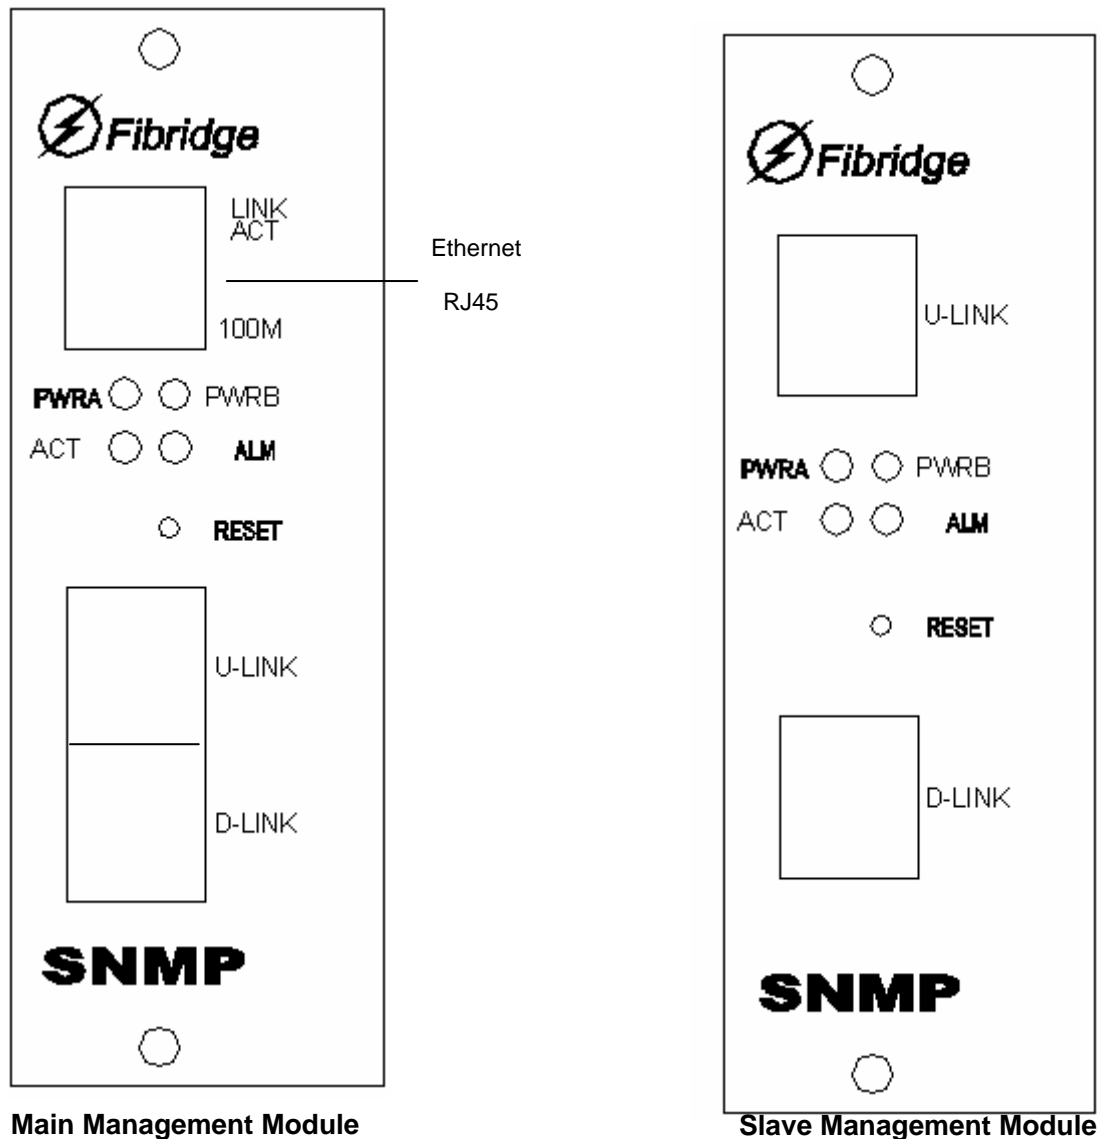 Fibridge
LINK
ACT
Ethernet
RJ45
100M
PWRA PWRB
ACT ALM
RESET
U-LINK
D-LINK
SNMP
Main Management Module
Fibridge
U-LINK
PWRA PWRB
ACT ALM
RESET
D-LINK
SNMP
Slave Management Module